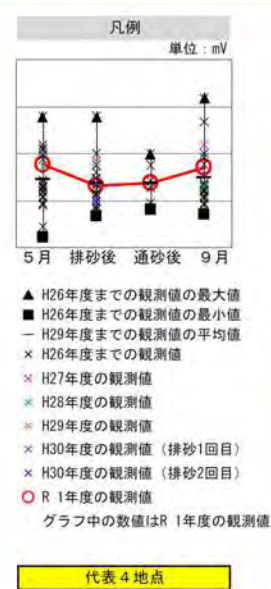 凡例
単位:mV
5月 排砂後 通砂後 9月
▲ H26年度までの観測値の最大値
■ H26年度までの観測値の最小値
— H29年度までの観測値の平均値
× H26年度までの観測値
× H27年度の観測値
× H28年度の観測値
× H29年度の観測値
× H30年度の観測値(排砂1回目)
× H30年度の観測値(排砂2回目)
○ R 1年度の観測値
グラフ中の数値はR 1年度の観測値
代表4地点